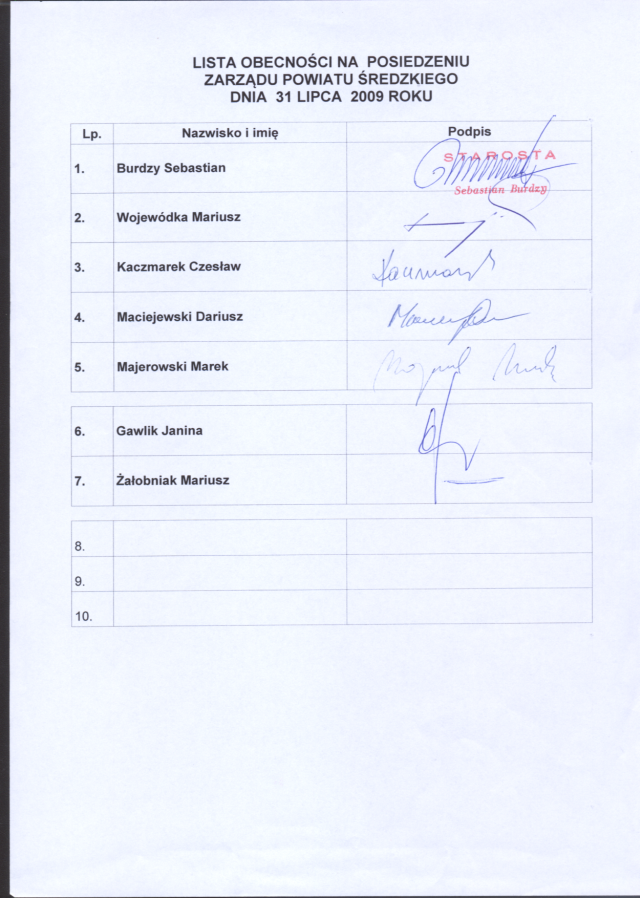 LISTA OBECNOŚCI NA POSIEDZENIU
ZARZĄDU POWIATU ŚREDZKIEGO
DNIA 31 LIPCA 2009 ROKU
Lp. Nazwisko i imię Podpis
1. Burdzy Sebastian STAROSTA
Sebastian Burdzy
2. Wojewódka Mariusz
3. Kaczmarek Czesław
4. Maciejewski Dariusz
5. Majerowski Marek
6. Gawlik Janina
7. Żałobniak Mariusz
8.
9.
10.